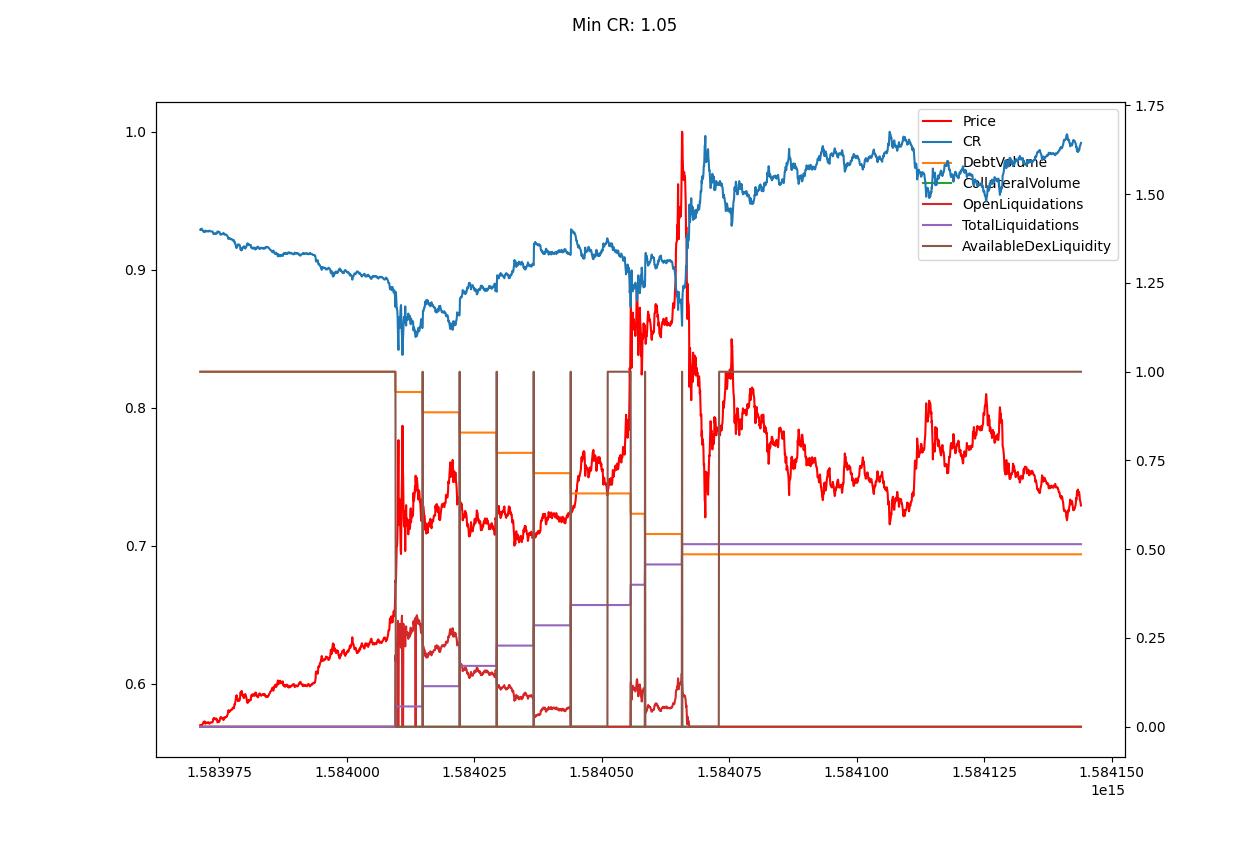 Min CR: 1.05
1.0
0.9
0.8
0.7
0.6
1.75
1.50
1.25
1.00
0.75
0.50
0.25
0.00
Price
CR
DebtVolume
CollateralVolume
OpenLiquidations
TotalLiquidations
AvailableDexLiquidity
1.583975 1.584000 1.584025 1.584050 1.584075 1.584100 1.584125 1.584150
1e15